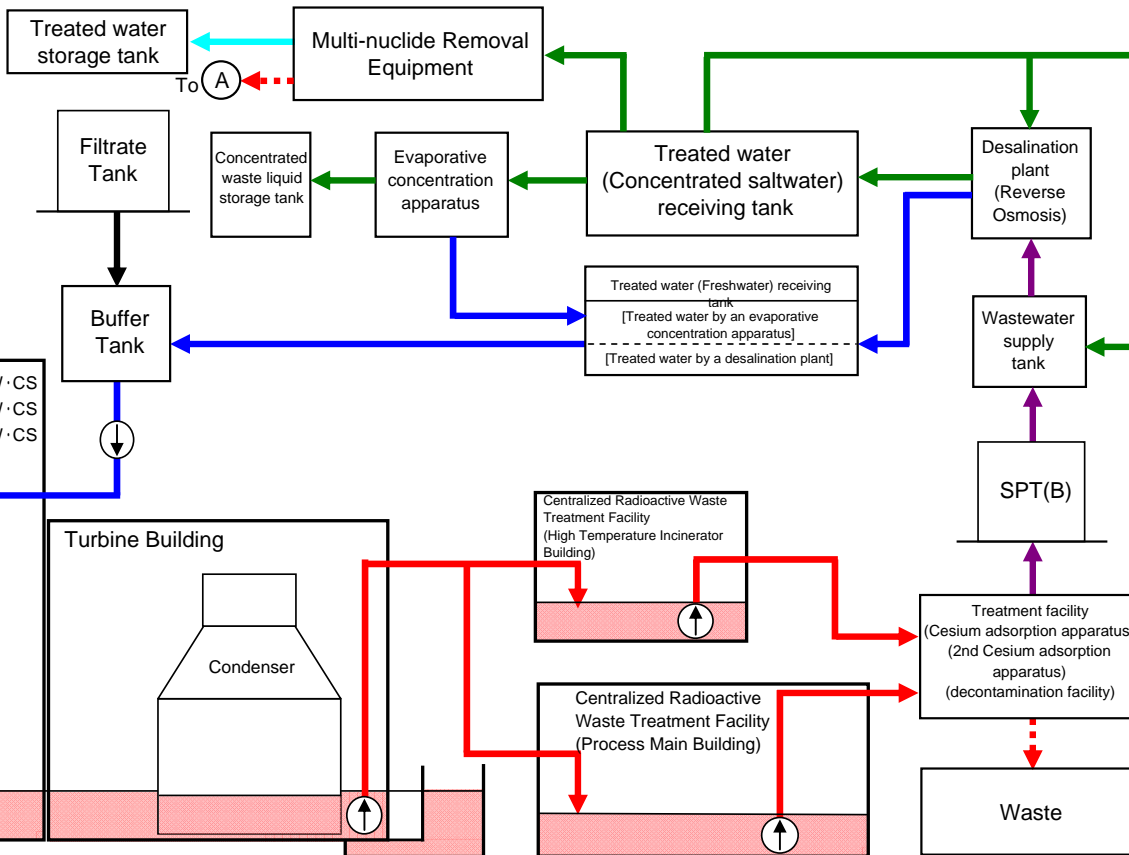 Treated water
storage tank
Multi-nuclide Removal
Equipment
To
A
Filtrate
Tank
Concentrated
waste liquid
storage tank
Evaporative
concentration
apparatus
Treated water
(Concentrated saltwater)
receiving tank
Desalination
plant
(Reverse
Osmosis)
Treated water (Freshwater) receiving
tank
[Treated water by an evaporative
concentration apparatus]
[Treated water by a desalination plant]
Buffer
Tank
Wastewater
supply
tank
·CS
·CS
·CS
SPT(B)
Turbine Building
Condenser
Centralized Radioactive Waste
Treatment Facility
(High Temperature Incinerator
Building)
Treatment facility
(Cesium adsorption apparatus
(2nd Cesium adsorption
apparatus)
(decontamination facility)
Centralized Radioactive
Waste Treatment Facility
(Process Main Building)
Waste